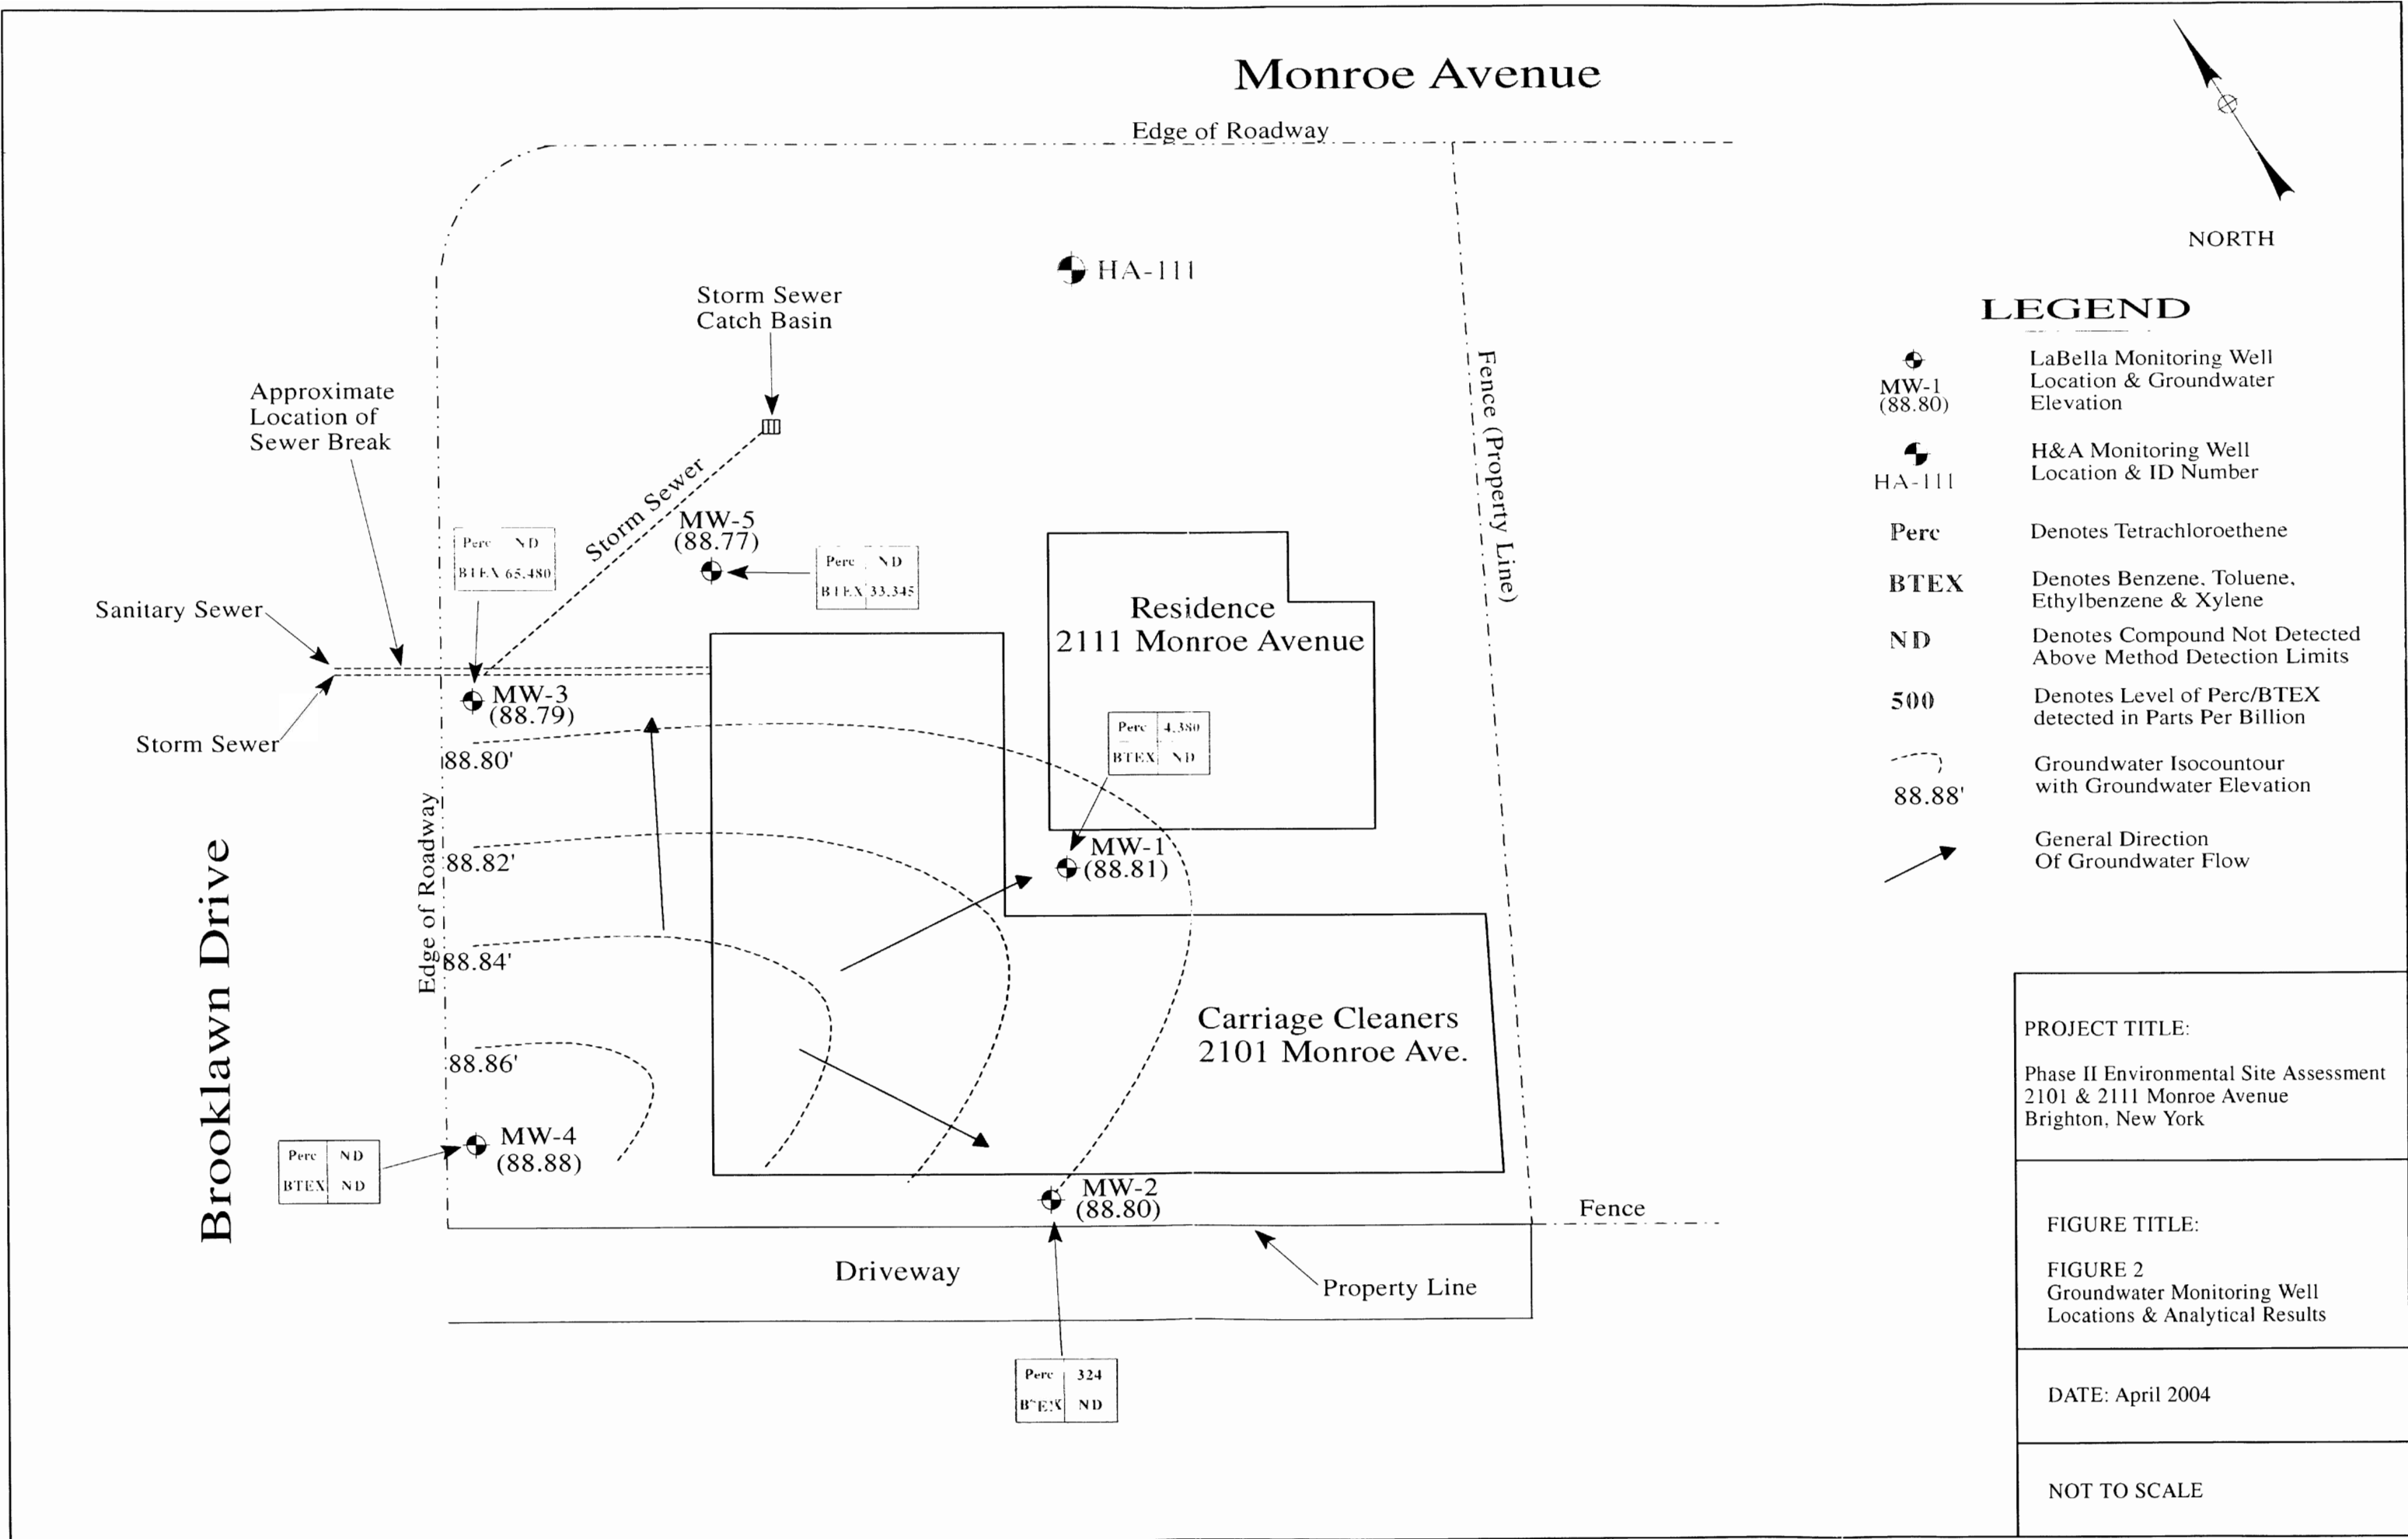 Monroe Avenue
Edge of Roadway
NORTH
HA-111
Storm Sewer
Catch Basin
Approximate
Location of
Sewer Break
Storm Sewer
MW-5
(88.77)
Perc ND
BTEX 65,480
Perc ND
BTEX 33,345
Sanitary Sewer
Storm Sewer
MW-3
(88.79)
Residence
2111 Monroe Avenue
Fence (Property Line)
Perc 4,380
BTEX ND
MW-1
(88.81)
88.80'
88.82'
88.84'
88.86'
Edge of Roadway
Brooklawn Drive
Carriage Cleaners
2101 Monroe Ave.
MW-4
(88.88)
Perc ND
BTEX ND
MW-2
(88.80)
Fence
Driveway
Property Line
Perc 324
BTEX ND
LEGEND
MW-1
(88.80)
LaBella Monitoring Well
Location & Groundwater
Elevation
HA-111
H&A Monitoring Well
Location & ID Number
Perc
Denotes Tetrachloroethene
BTEX
Denotes Benzene, Toluene,
Ethylbenzene & Xylene
ND
Denotes Compound Not Detected
Above Method Detection Limits
500
Denotes Level of Perc/BTEX
detected in Parts Per Billion
88.88'
Groundwater Isocountour
with Groundwater Elevation
General Direction
Of Groundwater Flow
PROJECT TITLE:
Phase II Environmental Site Assessment
2101 & 2111 Monroe Avenue
Brighton, New York
FIGURE TITLE:
FIGURE 2
Groundwater Monitoring Well
Locations & Analytical Results
DATE: April 2004
NOT TO SCALE